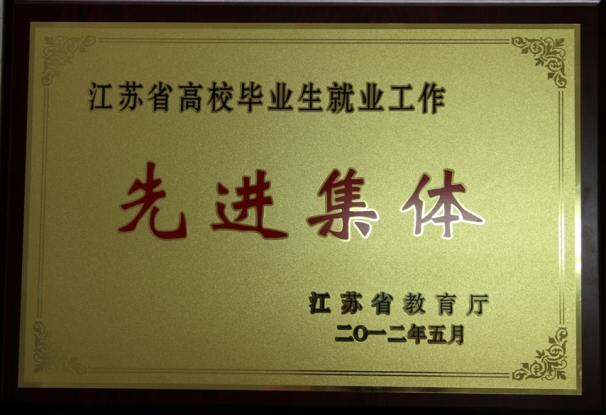 江苏省高校毕业生就业工作
先进集体
江苏省教育厅
二〇一二年五月